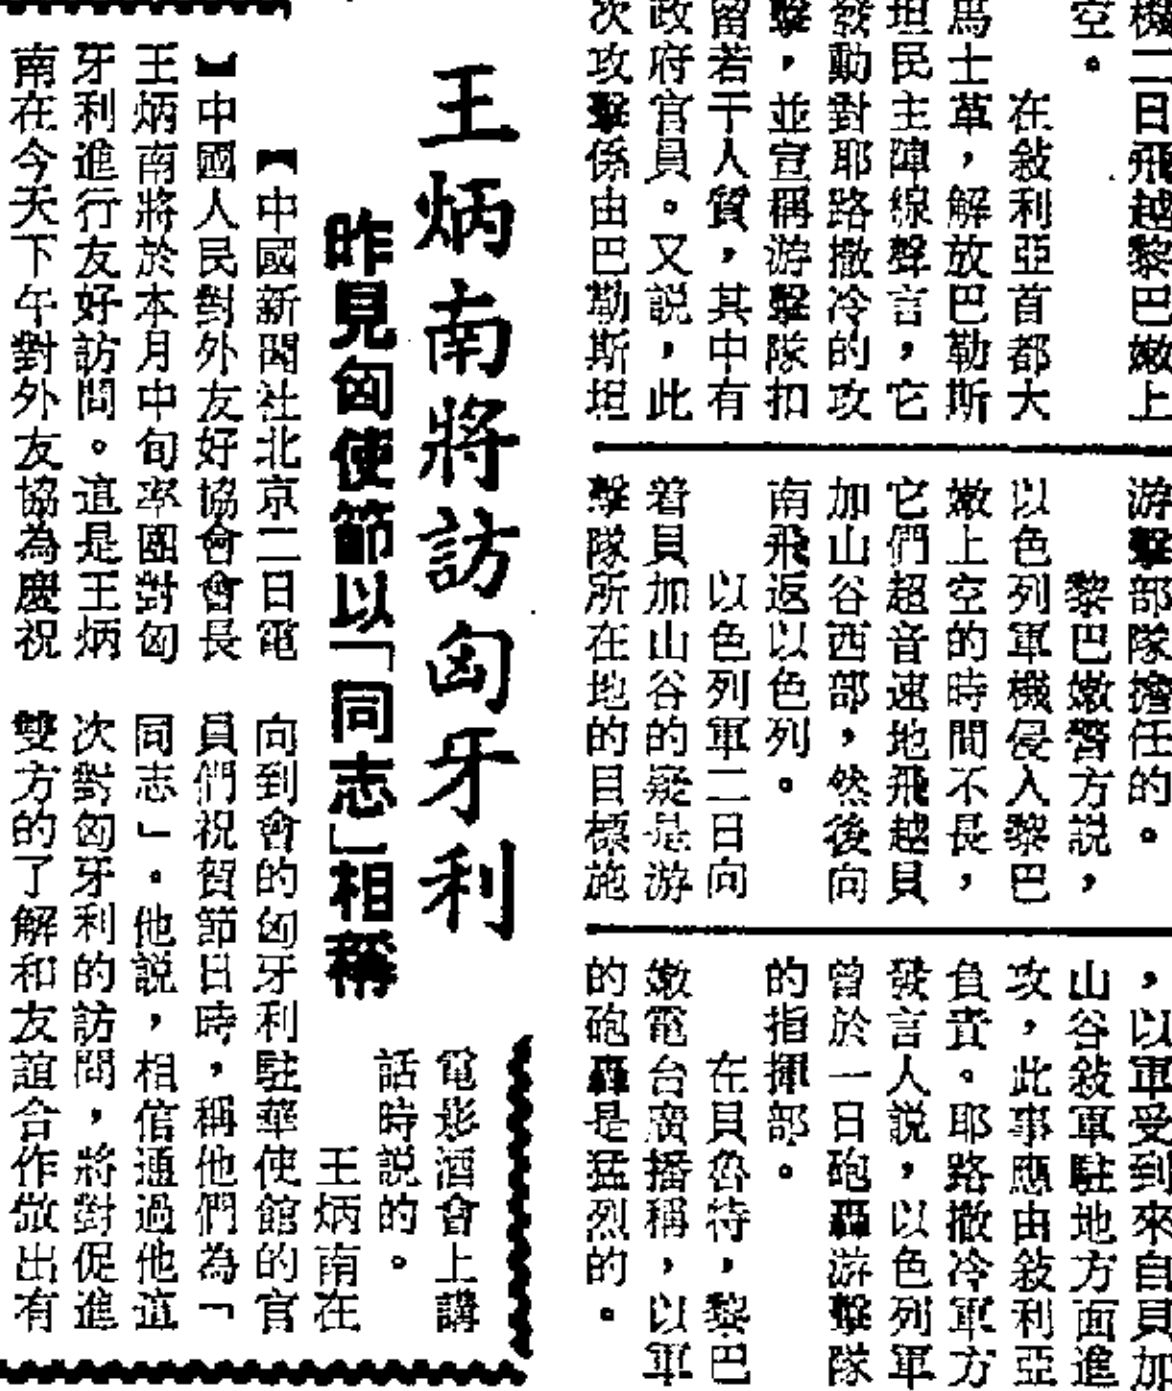 機二日飛越黎巴嫩上
空。
在敍利亞首都大
馬士革，解放巴勒斯
坦民主陣線聲言，它
發動對耶路撒冷的攻
擊，並宣稱游擊隊扣
留若干人質，其中有
政府官員。又説，此
次攻擊係由巴勒斯坦
游擊部隊擔任的。
黎巴嫩警方説，
以色列軍機侵入黎巴
嫩上空的時間不長，
它們超音速地飛越貝
加山谷西部，然後向
南飛返以色列。
以色列軍二日向
着貝加山谷的疑是游
擊隊所在地的目標施
，以軍受到來自貝加
山谷敍軍駐地方面進
攻，此事應由敍利亞
負責。耶路撒冷軍方
發言人説，以色列軍
曾於一日砲轟游擊隊
的指揮部。
在貝魯特，黎巴
嫩電台廣播稱，以軍
的砲轟是猛烈的。
王炳南將訪匈牙利
昨見匈使節以「同志」相稱
【中國新聞社北京二日電
】中國人民對外友好協會會長
王炳南將於本月中旬率團對匈
牙利進行友好訪問。這是王炳
南在今天下午對外友協為慶祝
電影酒會上講
話時説的。
王炳南在
向到會的匈牙利駐華使館的官
員們祝賀節日時，稱他們為「
同志」。他説，相信通過他這
次對匈牙利的訪問，將對促進
雙方的了解和友誼合作做出有